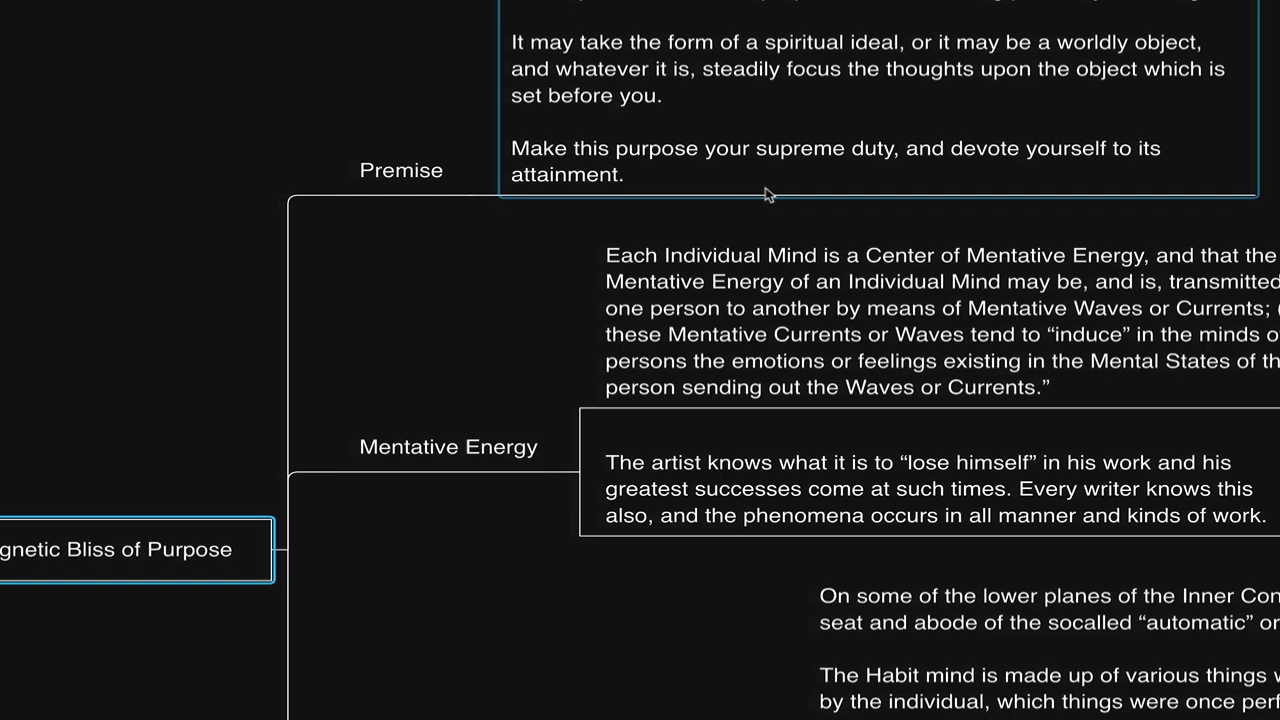 It may take the form of a spiritual ideal, or it may be a worldly object,
and whatever it is, steadily focus the thoughts upon the object which is
set before you.
Make this purpose your supreme duty, and devote yourself to its
attainment.
Premise
Each Individual Mind is a Center of Mentative Energy, and that the
Mentative Energy of an Individual Mind may be, and is, transmitted
one person to another by means of Mentative Waves or Currents;
these Mentative Currents or Waves tend to “induce” in the minds
persons the emotions or feelings existing in the Mental States of
person sending out the Waves or Currents.”
Mentative Energy
The artist knows what it is to “lose himself” in his work and his
greatest successes come at such times. Every writer knows this
also, and the phenomena occurs in all manner and kinds of work.
gnetic Bliss of Purpose
On some of the lower planes of the Inner
seat and abode of the socalled “automatic” or
The Habit mind is made up of various things
by the individual, which things were once